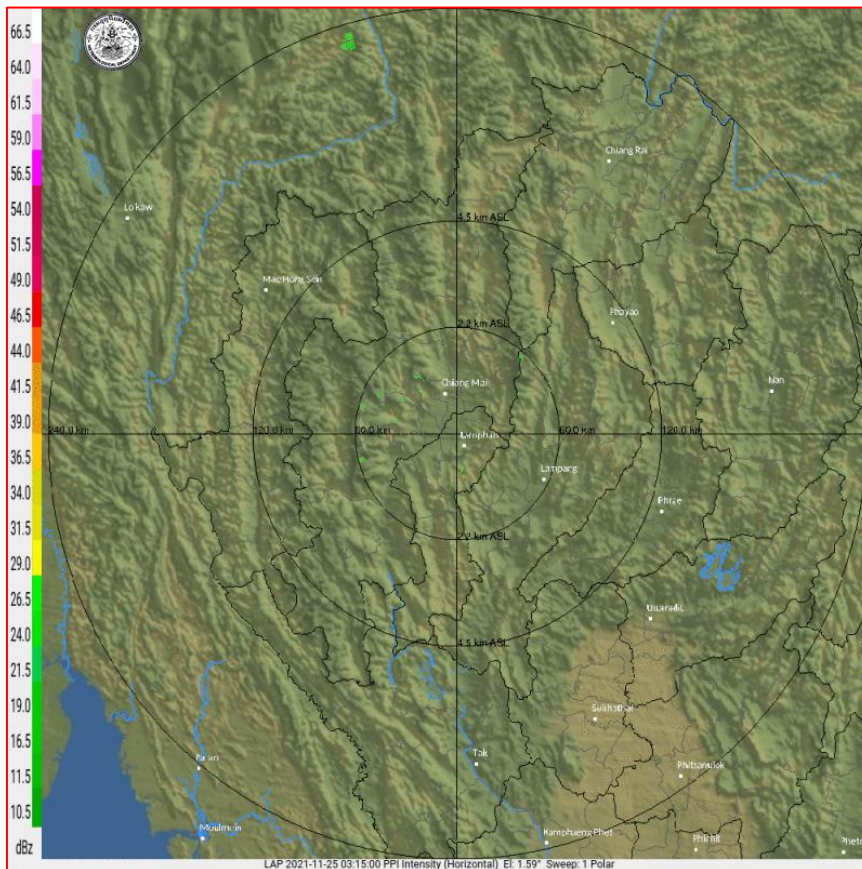 66.5
64.0
61.5
59.0
56.5
54.0
51.5
49.0
46.5
44.0
41.5
39.0
36.5
34.0
31.5
29.0
26.5
24.0
21.5
19.0
16.5
11.5
10.5
dBz
Chiang Rai
Loikaw
4.5 km ASL
Mae Hong Son
Phayao
2.2 km ASL
Chiang Mai
Nan
240.0 km
120.0 km
60.0 km
60.0 km
120.0 km
Lamphun
Lampang
Phrae
2.2 km ASL
Uttaradit
4.5 km ASL
Sukhothai
Tak
Pa'an
Phitsanulok
Moulmein
Kamphaeng Phet
Phichit
Phetc
LAP 2021-11-25 03:15:00 PPI Intensity (Horizontal) El: 1.59° Sweep: 1 Polar